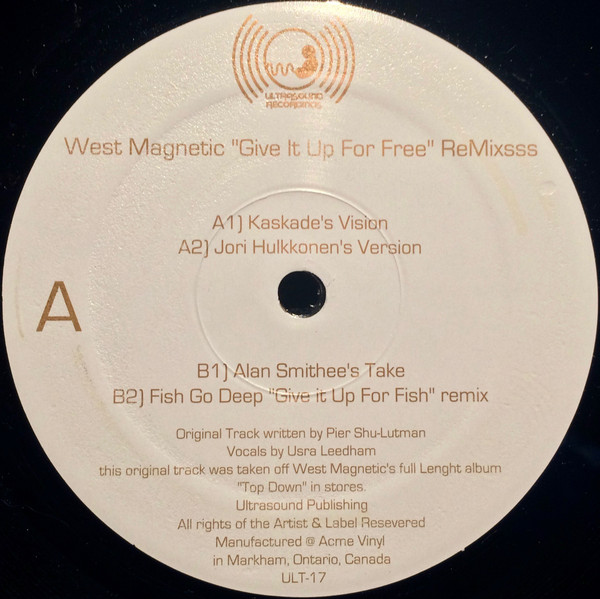 ULTRASOUND
RECORDINGS
West Magnetic "Give It Up For Free" ReMixsss
A1) Kaskade's Vision
A2) Jori Hulkkonen's Version
A
B1) Alan Smithee's Take
B2) Fish Go Deep "Give it Up For Fish" remix
Original Track written by Pier Shu-Lutman
Vocals by Usra Leedham
this original track was taken off West Magnetic's full Lenght album
"Top Down" in stores.
Ultrasound Publishing
All rights of the Artist & Label Resevered
Manufactured @ Acme Vinyl
in Markham, Ontario, Canada
ULT-17